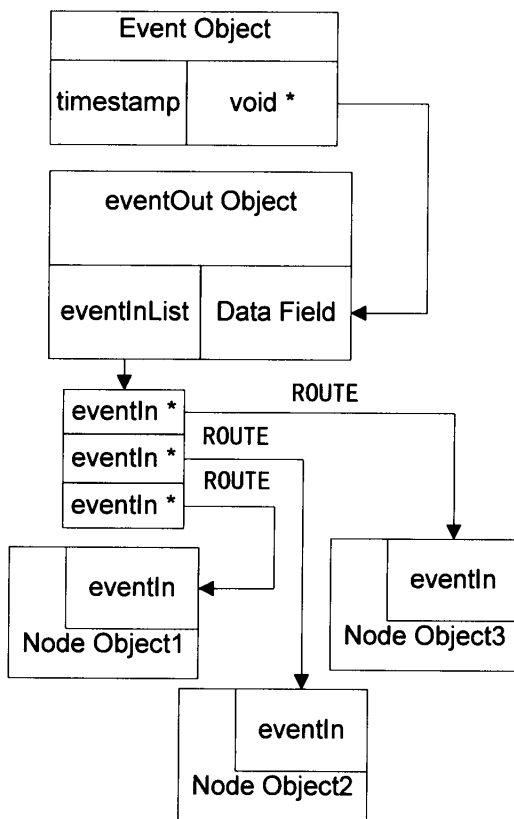 Event Object
timestamp
void *
eventOut Object
eventInList
Data Field
eventIn *
ROUTE
eventIn *
ROUTE
eventIn *
ROUTE
eventIn
Node Object1
eventIn
Node Object3
eventIn
Node Object2